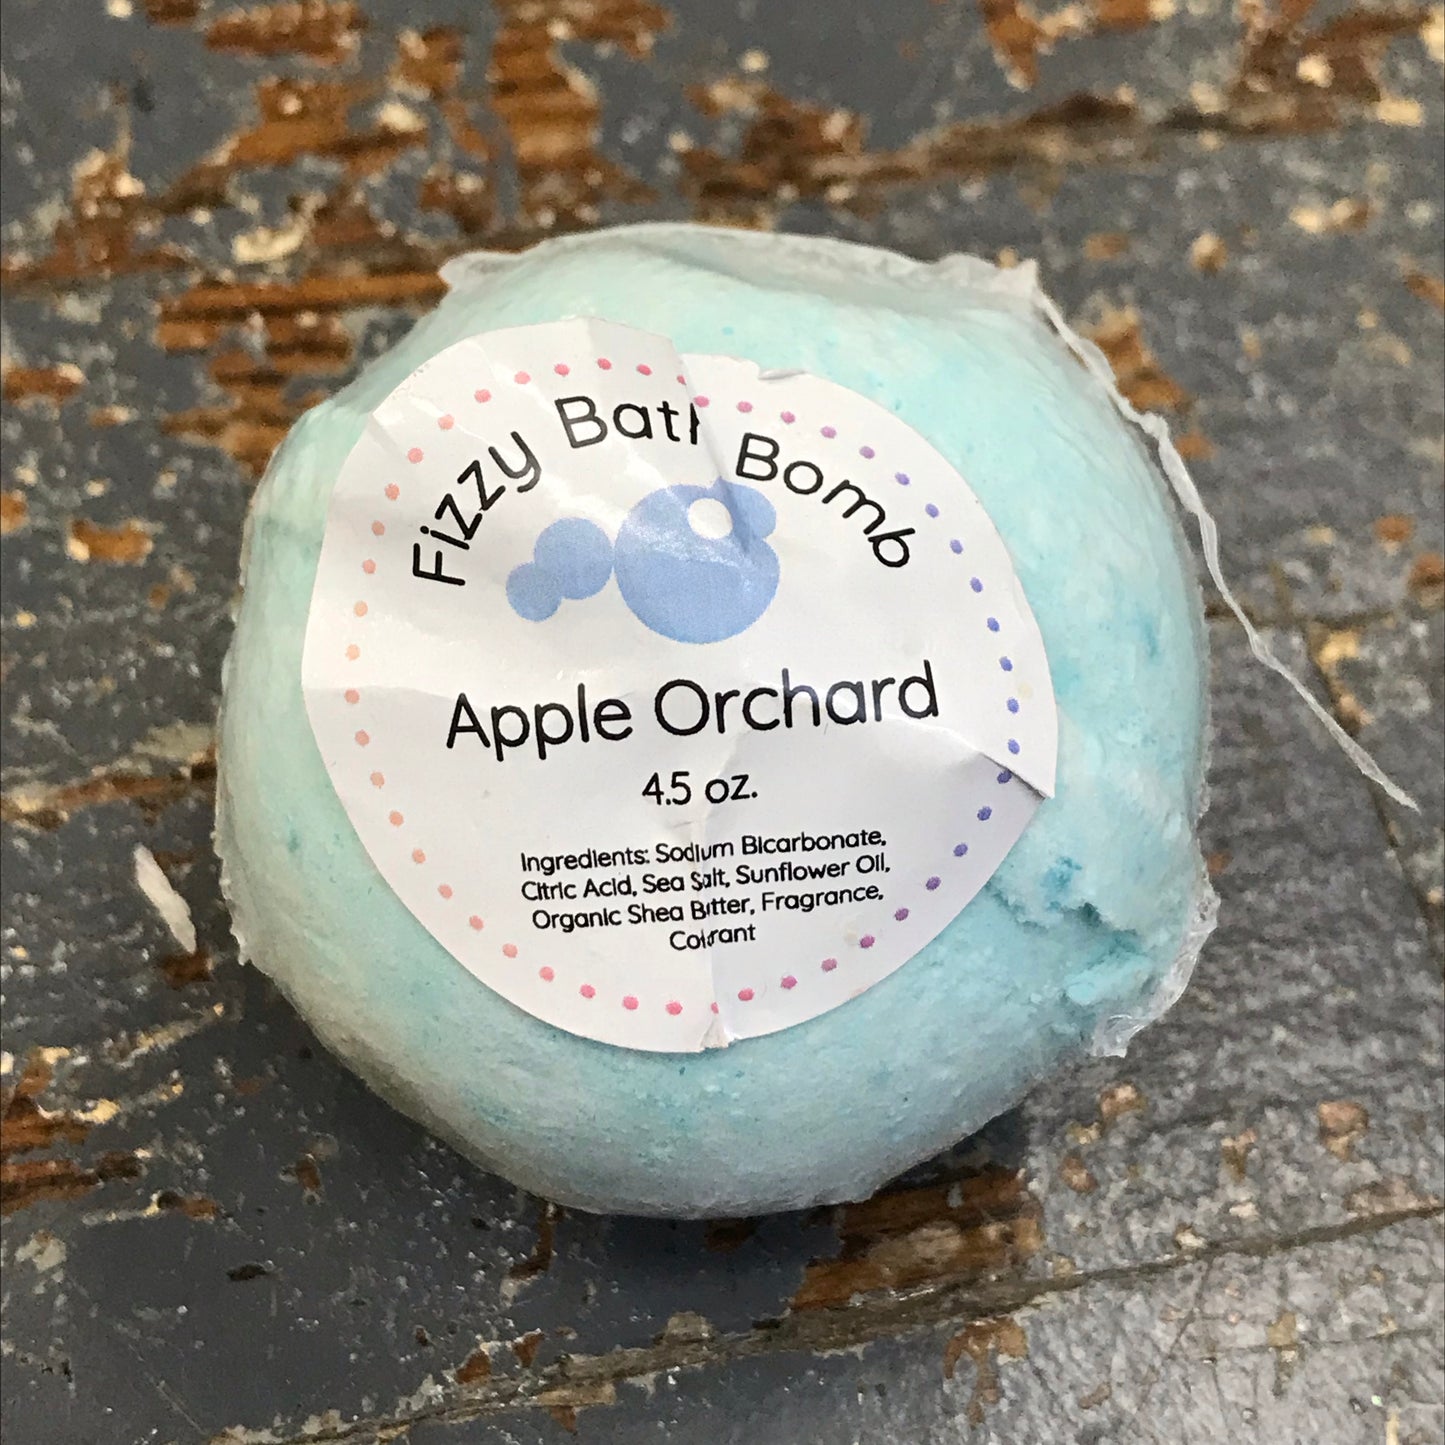 Fizzy Bath Bomb
Apple Orchard
4.5 oz.
Ingredients: Sodium Bicarbonate,
Citric Acid, Sea Salt, Sunflower Oil,
Organic Shea Butter, Fragrance,
Colorant